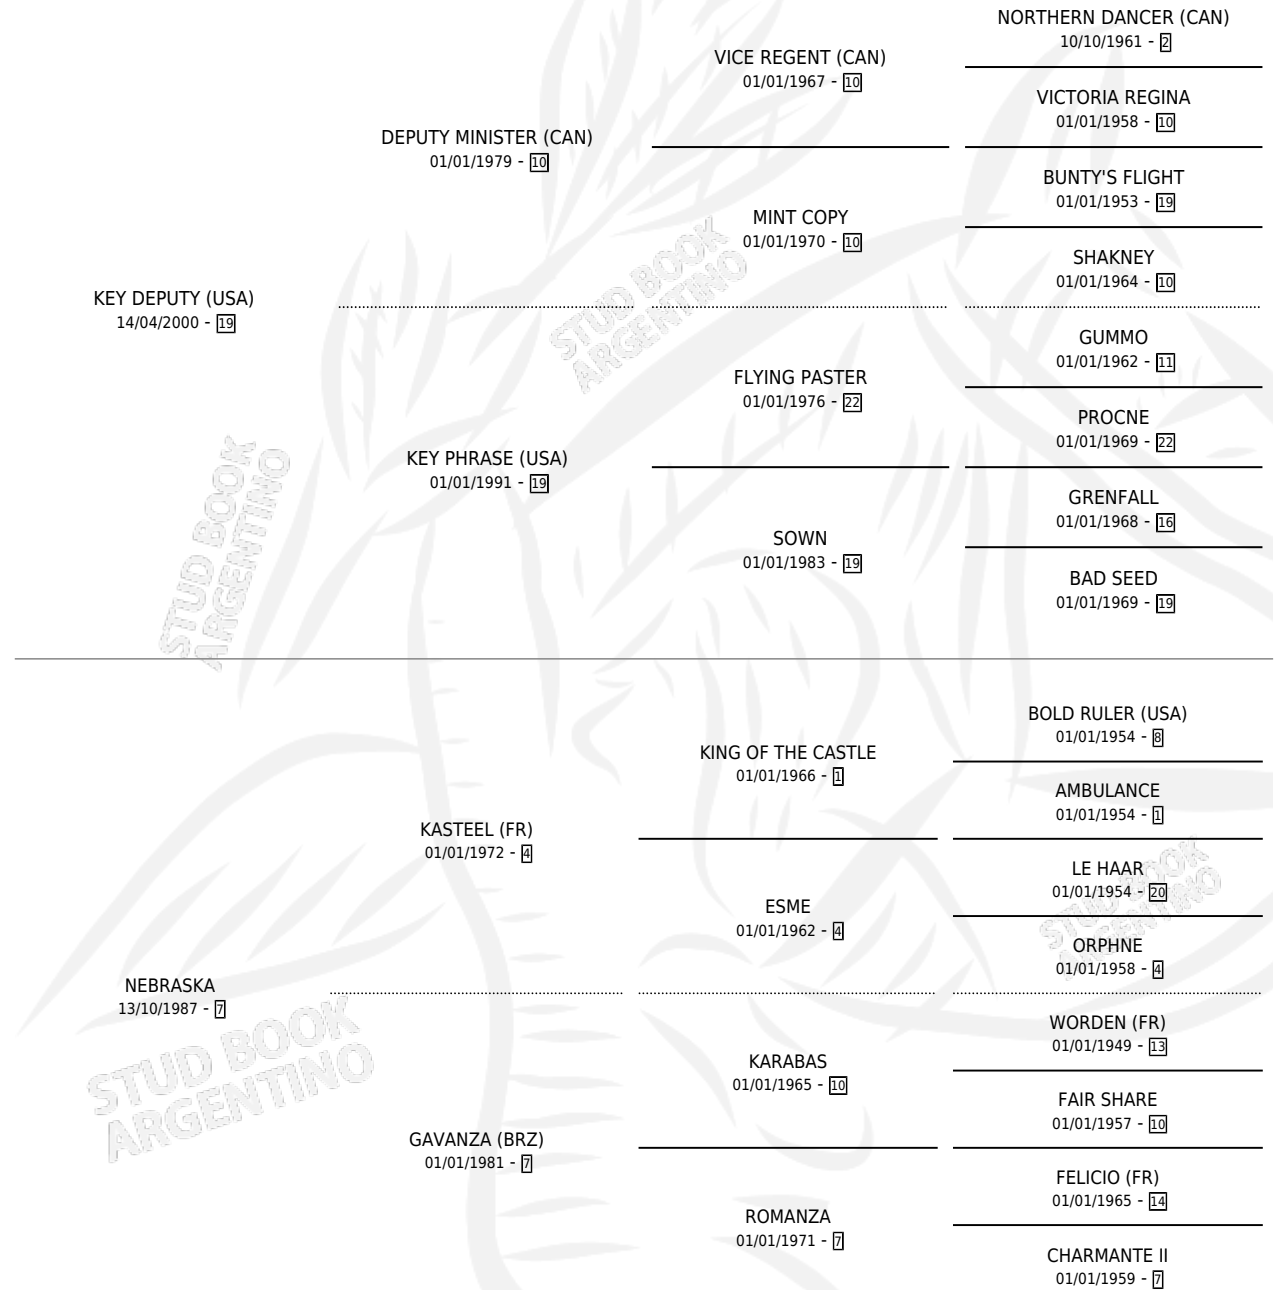 NORTHERN DANCER (CAN)
10/10/1961 - 2
VICE REGENT (CAN)
01/01/1967 - 10
VICTORIA REGINA
01/01/1958 - 10
DEPUTY MINISTER (CAN)
01/01/1979 - 10
BUNTY'S FLIGHT
01/01/1953 - 19
MINT COPY
01/01/1970 - 10
SHAKNEY
01/01/1964 - 10
KEY DEPUTY (USA)
14/04/2000 - 19
STUD BOOK
ARGENTINO
GUMMO
01/01/1962 - 11
FLYING PASTER
01/01/1976 - 22
PROCNE
01/01/1969 - 22
KEY PHRASE (USA)
01/01/1991 - 19
GRENFALL
01/01/1968 - 16
SOWN
01/01/1983 - 19
BAD SEED
01/01/1969 - 19
STUD BOOK
ARGENTINO
BOLD RULER (USA)
01/01/1954 - 8
KING OF THE CASTLE
01/01/1966 - 1
AMBULANCE
01/01/1954 - 1
KASTEEL (FR)
01/01/1972 - 4
LE HAAR
01/01/1954 - 20
ESME
01/01/1962 - 4
STUD BOOK
ARGENTINO
ORPHNE
01/01/1958 - 4
NEBRASKA
13/10/1987 - 7
WORDEN (FR)
01/01/1949 - 13
KARABAS
01/01/1965 - 10
FAIR SHARE
01/01/1957 - 10
STUD BOOK
ARGENTINO
GAVANZA (BRZ)
01/01/1981 - 7
FELICIO (FR)
01/01/1965 - 14
ROMANZA
01/01/1971 - 7
CHARMANTE II
01/01/1959 - 7